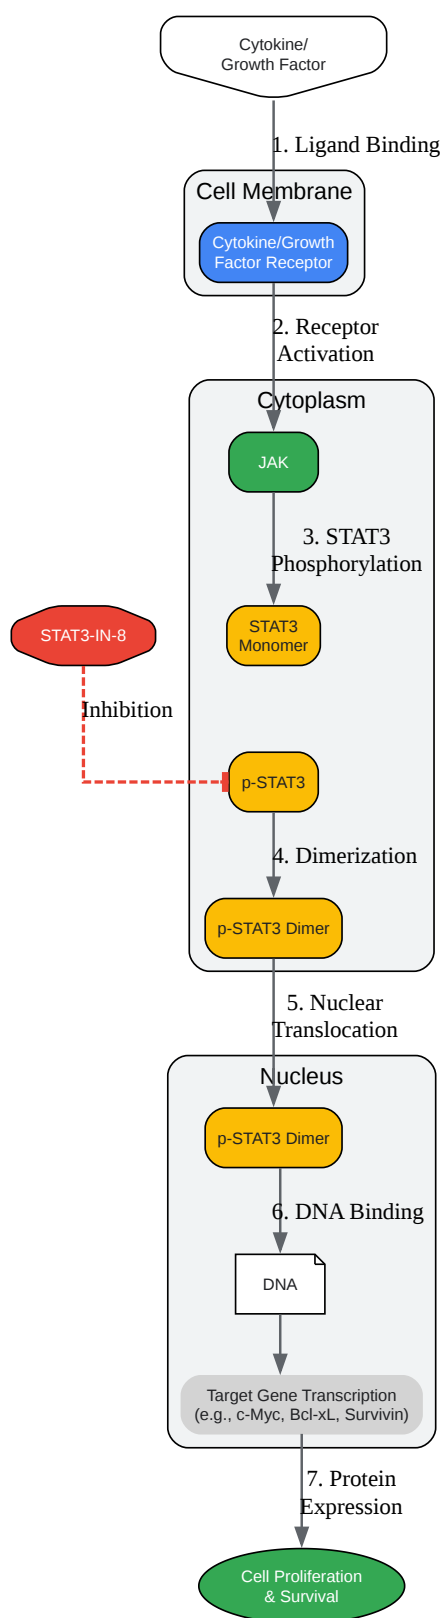 Cytokine/
Growth Factor
1. Ligand Binding
Cell Membrane
Cytokine/Growth
Factor Receptor
2. Receptor
Activation
Cytoplasm
JAK
3. STAT3
Phosphorylation
STAT3-IN-8
STAT3
Monomer
Inhibition
p-STAT3
4. Dimerization
p-STAT3 Dimer
5. Nuclear
Translocation
Nucleus
p-STAT3 Dimer
6. DNA Binding
DNA
Target Gene Transcription
(e.g., c-Myc, Bcl-xL, Survivin)
7. Protein
Expression
Cell Proliferation
& Survival